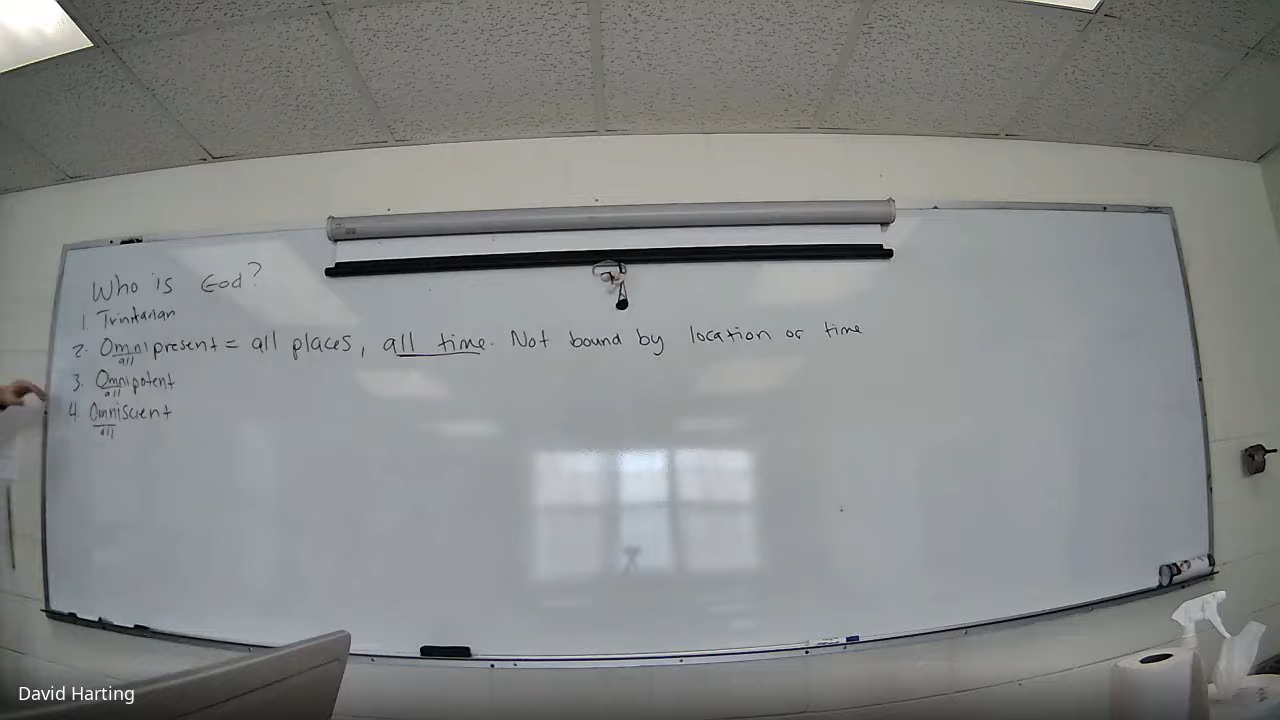 Who is God?
1. Trinitarian
2. Omnipresent = all places, all time. Not bound by location or time
all
3. Omnipotent
all
4. Omniscient
all
David Harting